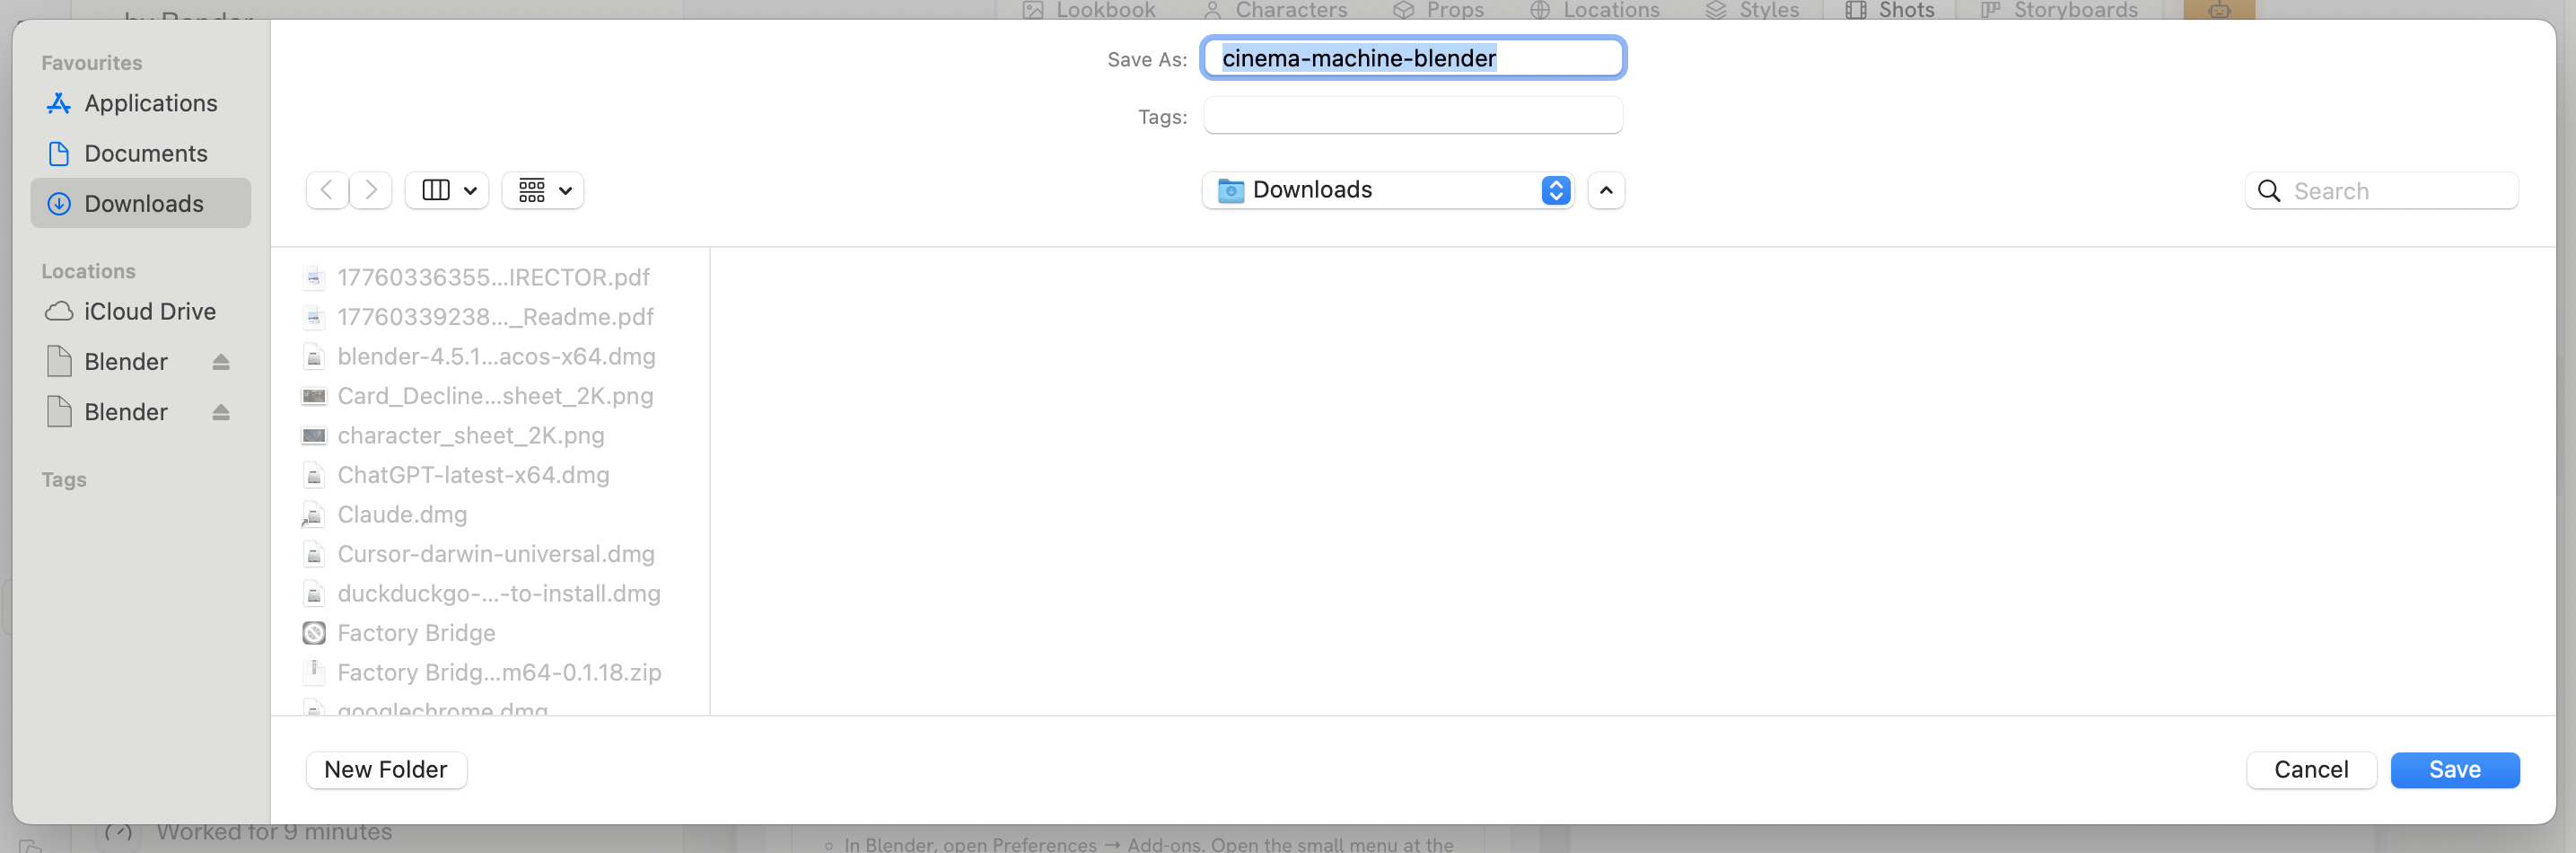 Lookbook Characters Props Locations Styles Shots Storyboards
Favourites
Applications
Documents
Downloads
Locations
iCloud Drive
Blender
Blender
Tags
Save As: cinema-machine-blender
Tags:
Downloads
Search
17760336355...IRECTOR.pdf
17760339238..._Readme.pdf
blender-4.5.1...acos-x64.dmg
Card_Decline...sheet_2K.png
character_sheet_2K.png
ChatGPT-latest-x64.dmg
Claude.dmg
Cursor-darwin-universal.dmg
duckduckgo-...-to-install.dmg
Factory Bridge
Factory Bridg...m64-0.1.18.zip
googlechrome.dmg
New Folder
Cancel Save
Worked for 9 minutes
In Blender, open Preferences → Add-ons. Open the small menu at the